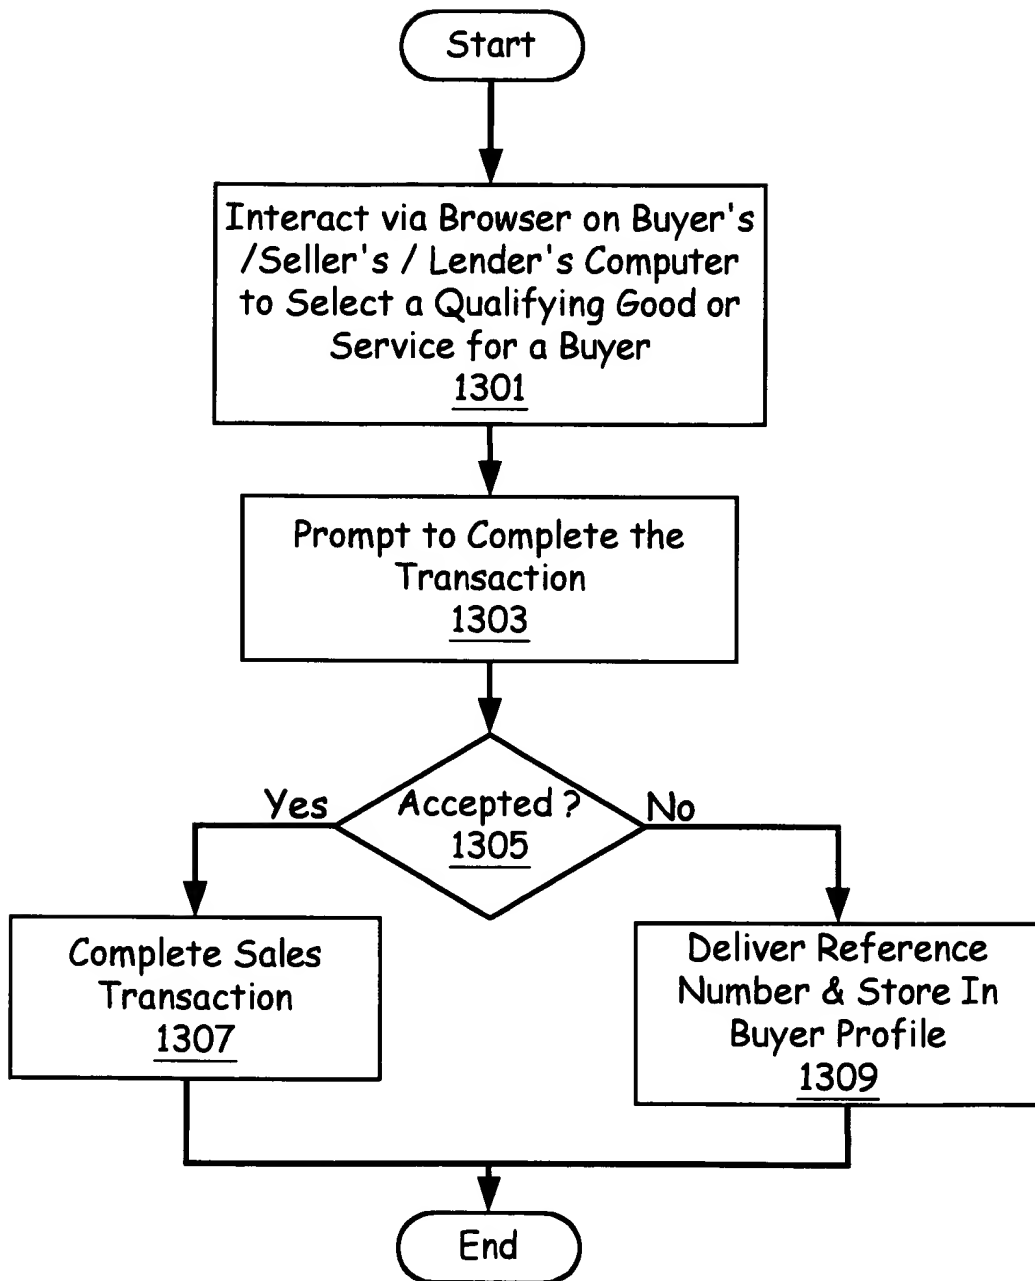 Start
Interact via Browser on Buyer's
/Seller's / Lender's Computer
to Select a Qualifying Good or
Service for a Buyer
1301
Prompt to Complete the
Transaction
1303
Yes
Accepted ?
No
1305
Complete Sales
Transaction
1307
Deliver Reference
Number & Store In
Buyer Profile
1309
End